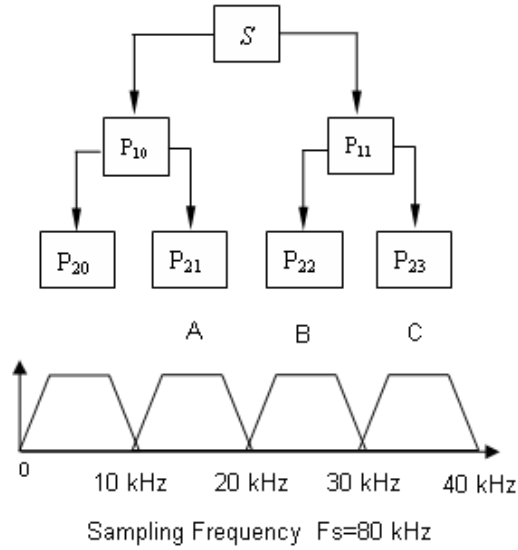 S
P10 P11
P20 P21 P22 P23
A B C
0 10 kHz 20 kHz 30 kHz 40 kHz
Sampling Frequency Fs=80 kHz